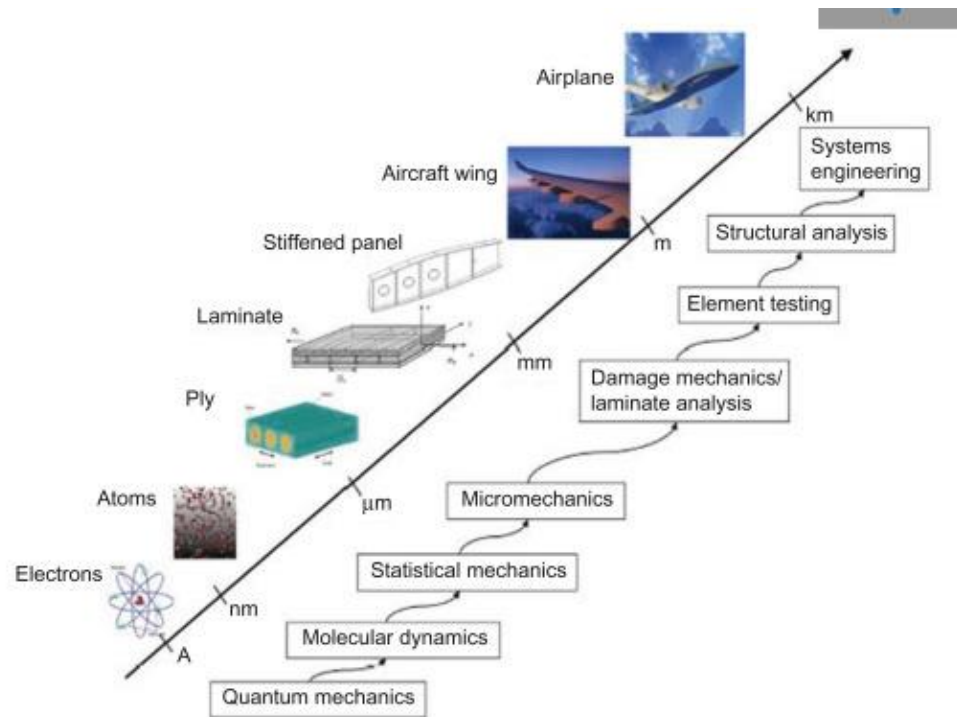 Airplane
km
Systems
engineering
Aircraft wing
m
Structural analysis
Stiffened panel
Element testing
Laminate
mm
Damage mechanics/
laminate analysis
Ply
μm
Micromechanics
Atoms
Statistical mechanics
Electrons
nm
Molecular dynamics
A
Quantum mechanics